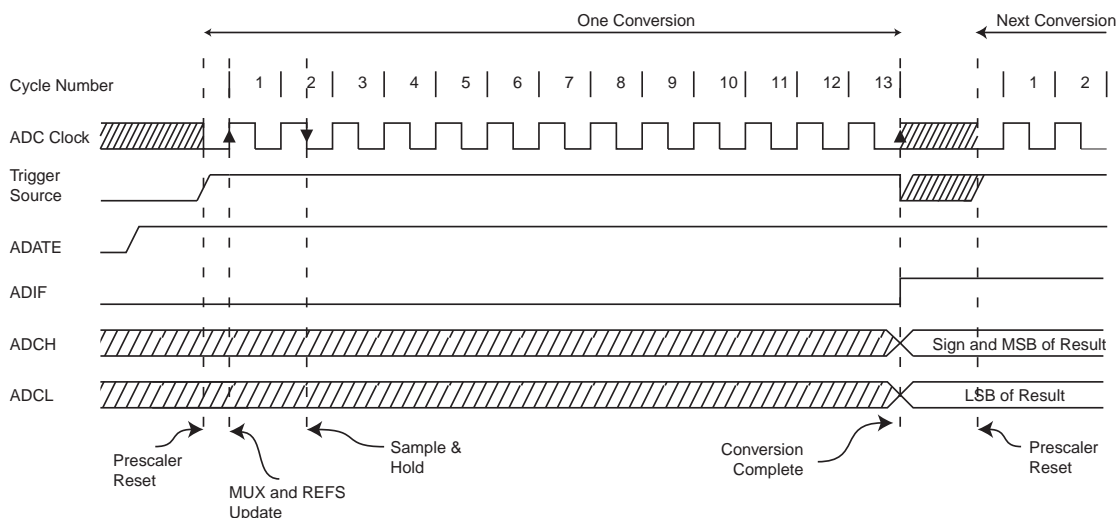 One Conversion
Next Conversion
Cycle Number
1 2 3 4 5 6 7 8 9 10 11 12 13 1 2
ADC Clock
Trigger
Source
ADATE
ADIF
ADCH
Sign and MSB of Result
ADCL
LSB of Result
Prescaler
Reset
MUX and REFS
Update
Sample &
Hold
Conversion
Complete
Prescaler
Reset